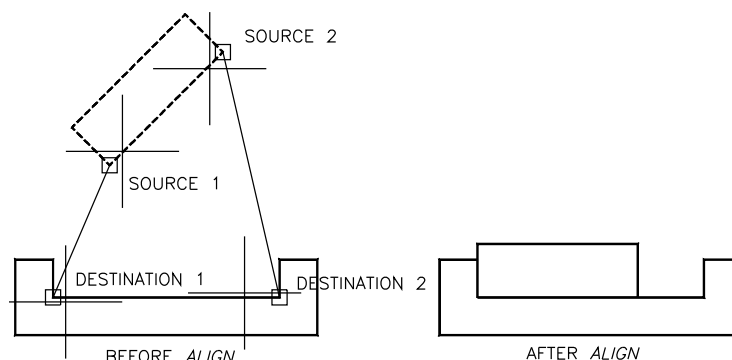 SOURCE 2
SOURCE 1
DESTINATION 1
DESTINATION 2
BEFORE ALIGN
AFTER ALIGN